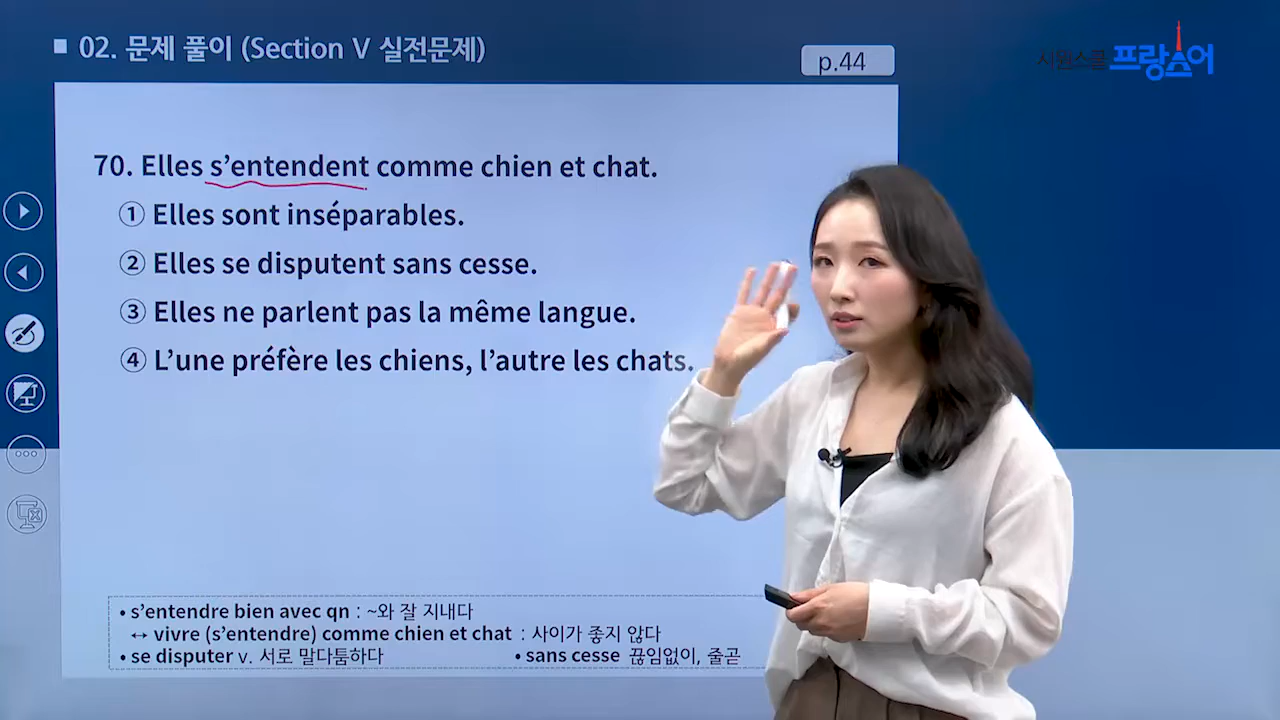 02. 문제 풀이 (Section V 실전문제)
p.44
시원스쿨 프랑스어
70. Elles s’entendent comme chien et chat.
① Elles sont inséparables.
② Elles se disputent sans cesse.
③ Elles ne parlent pas la même langue.
④ L’une préfère les chiens, l’autre les chats.
• s’entendre bien avec qn : ~와 잘 지내다
↔ vivre (s’entendre) comme chien et chat : 사이가 좋지 않다
• se disputer v. 서로 말다툼하다 • sans cesse 끊임없이, 줄곧